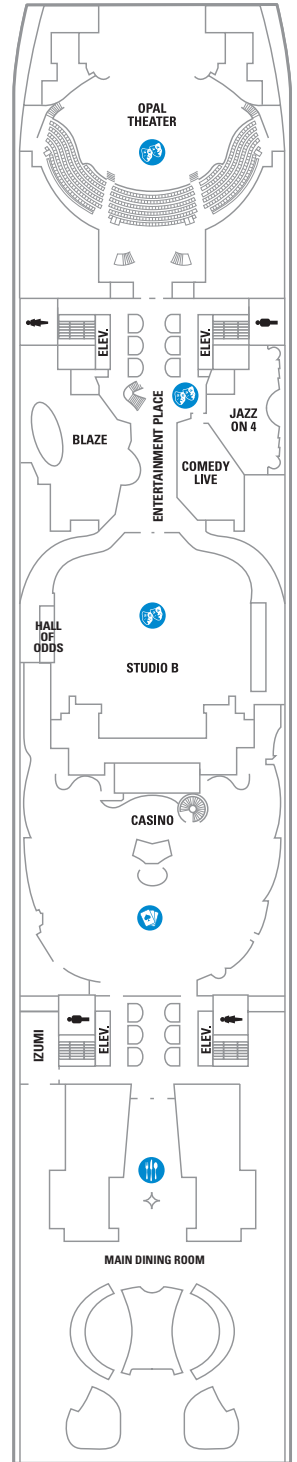 OPAL
THEATER
ELEV.
ELEV.
ENTERTAINMENT PLACE
JAZZ
ON 4
BLAZE
COMEDY
LIVE
HALL
OF
ODDS
STUDIO B
CASINO
IZUMI
ELEV.
ELEV.
MAIN DINING ROOM